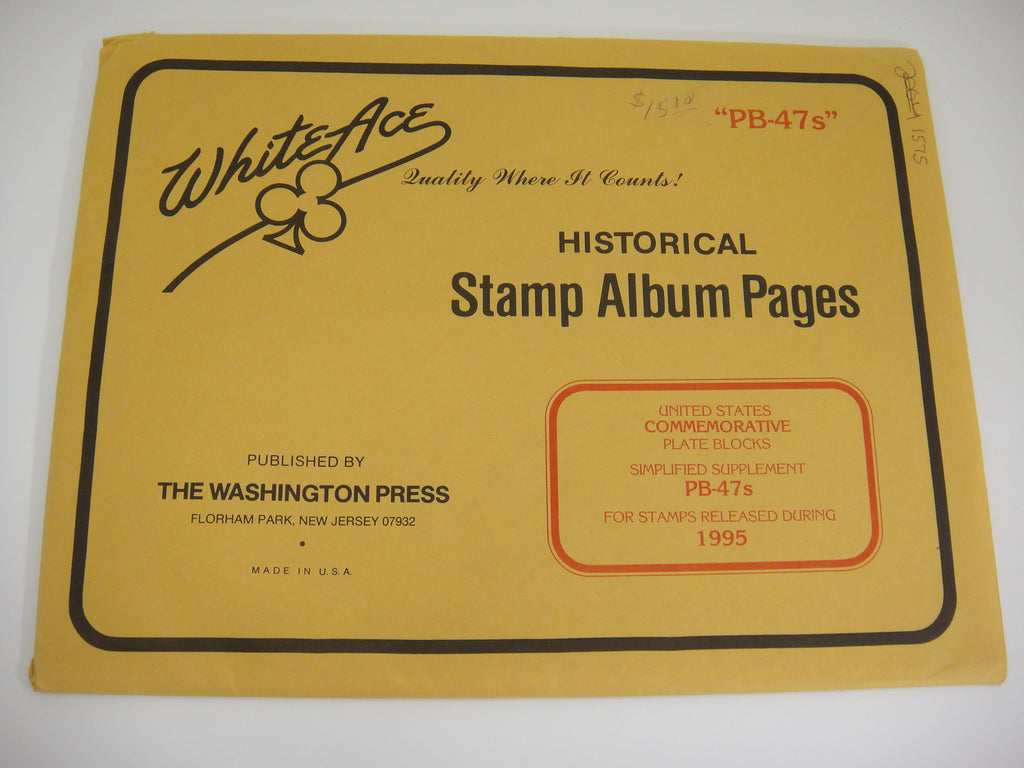 White Ace
Quality Where It Counts!
$15.00
"PB-47s"
1575
HISTORICAL
Stamp Album Pages
PUBLISHED BY
THE WASHINGTON PRESS
FLORHAM PARK, NEW JERSEY 07932
•
MADE IN U.S.A.
UNITED STATES
COMMEMORATIVE
PLATE BLOCKS
SIMPLIFIED SUPPLEMENT
PB-47s
FOR STAMPS RELEASED DURING
1995